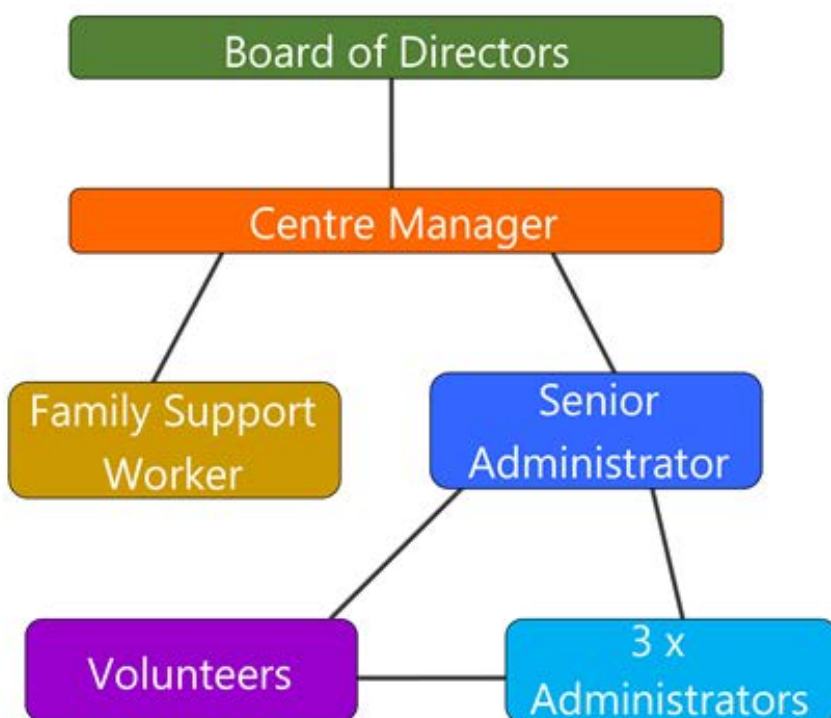 Board of Directors
Centre Manager
Family Support
Worker
Senior
Administrator
Volunteers
3 x
Administrators